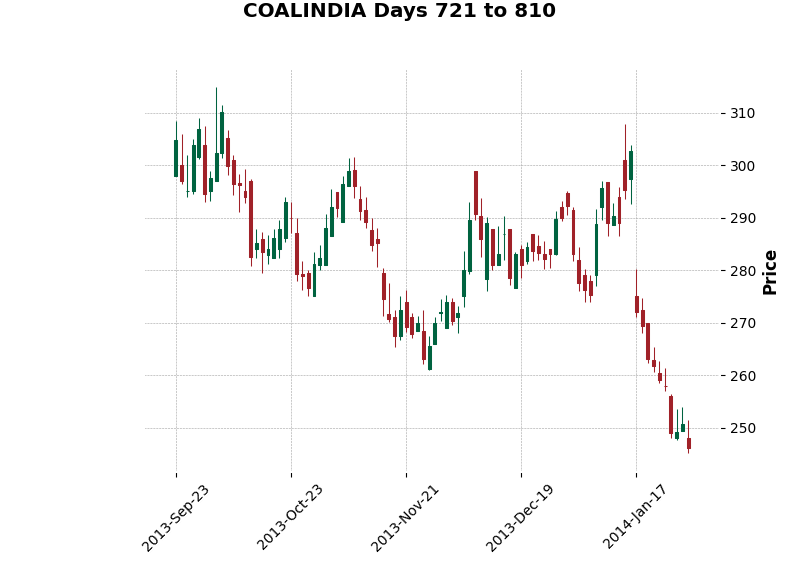 COALINDIA Days 721 to 810
310
300
290
280
270
260
250
Price
2013-Sep-23
2013-Oct-23
2013-Nov-21
2013-Dec-19
2014-Jan-17